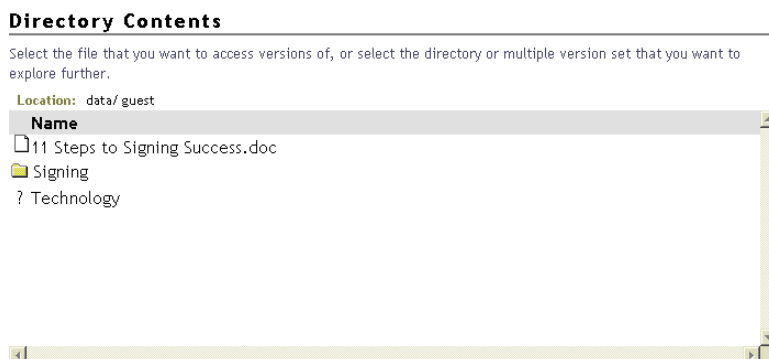 Directory Contents
Select the file that you want to access versions of, or select the directory or multiple version set that you want to
explore further.
Location: data/ guest
Name
11 Steps to Signing Success.doc
Signing
? Technology